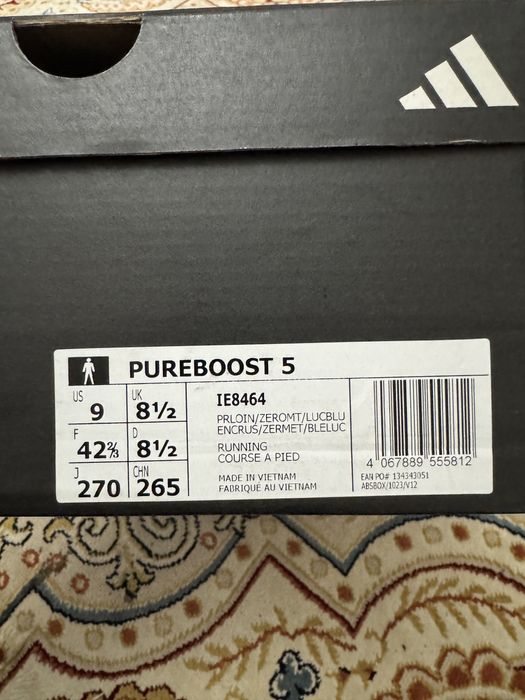 PUREBOOST 5
US UK
9 8½
F D
42⅔ 8½
J CHN
270 265
IE8464
PRLOIN/ZEROMT/LUCBLU
ENCRUS/ZERMET/BLELUC
RUNNING
COURSE A PIED
MADE IN VIETNAM
FABRIQUE AU VIETNAM
4 067889 555812
EAN PO# 134343051
ABSBOX/1023/V12